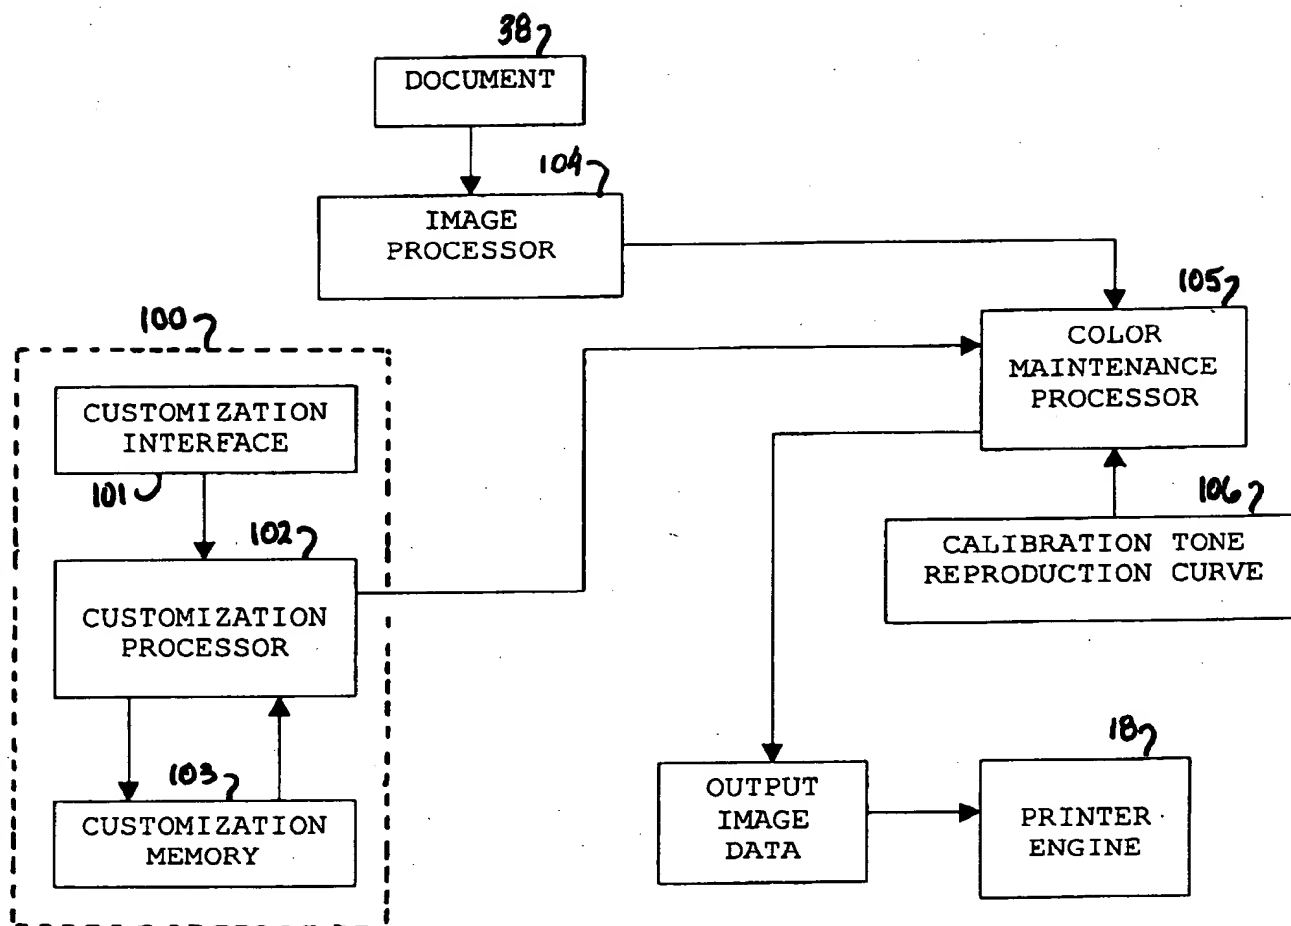 38
DOCUMENT
104
IMAGE
PROCESSOR
105
COLOR
MAINTENANCE
PROCESSOR
100
CUSTOMIZATION
INTERFACE
101
102
CUSTOMIZATION
PROCESSOR
103
CUSTOMIZATION
MEMORY
106
CALIBRATION TONE
REPRODUCTION CURVE
OUTPUT
IMAGE
DATA
18
PRINTER
ENGINE